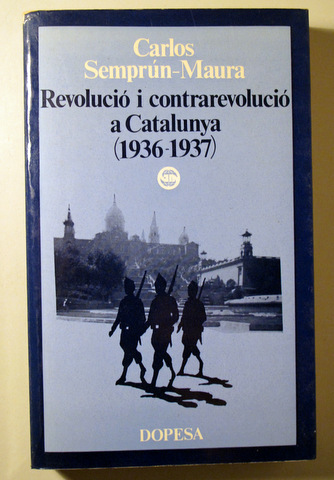 Carlos
Semprún-Maura
Revolució i contrarevolució
a Catalunya
(1936-1937)
DOPESA